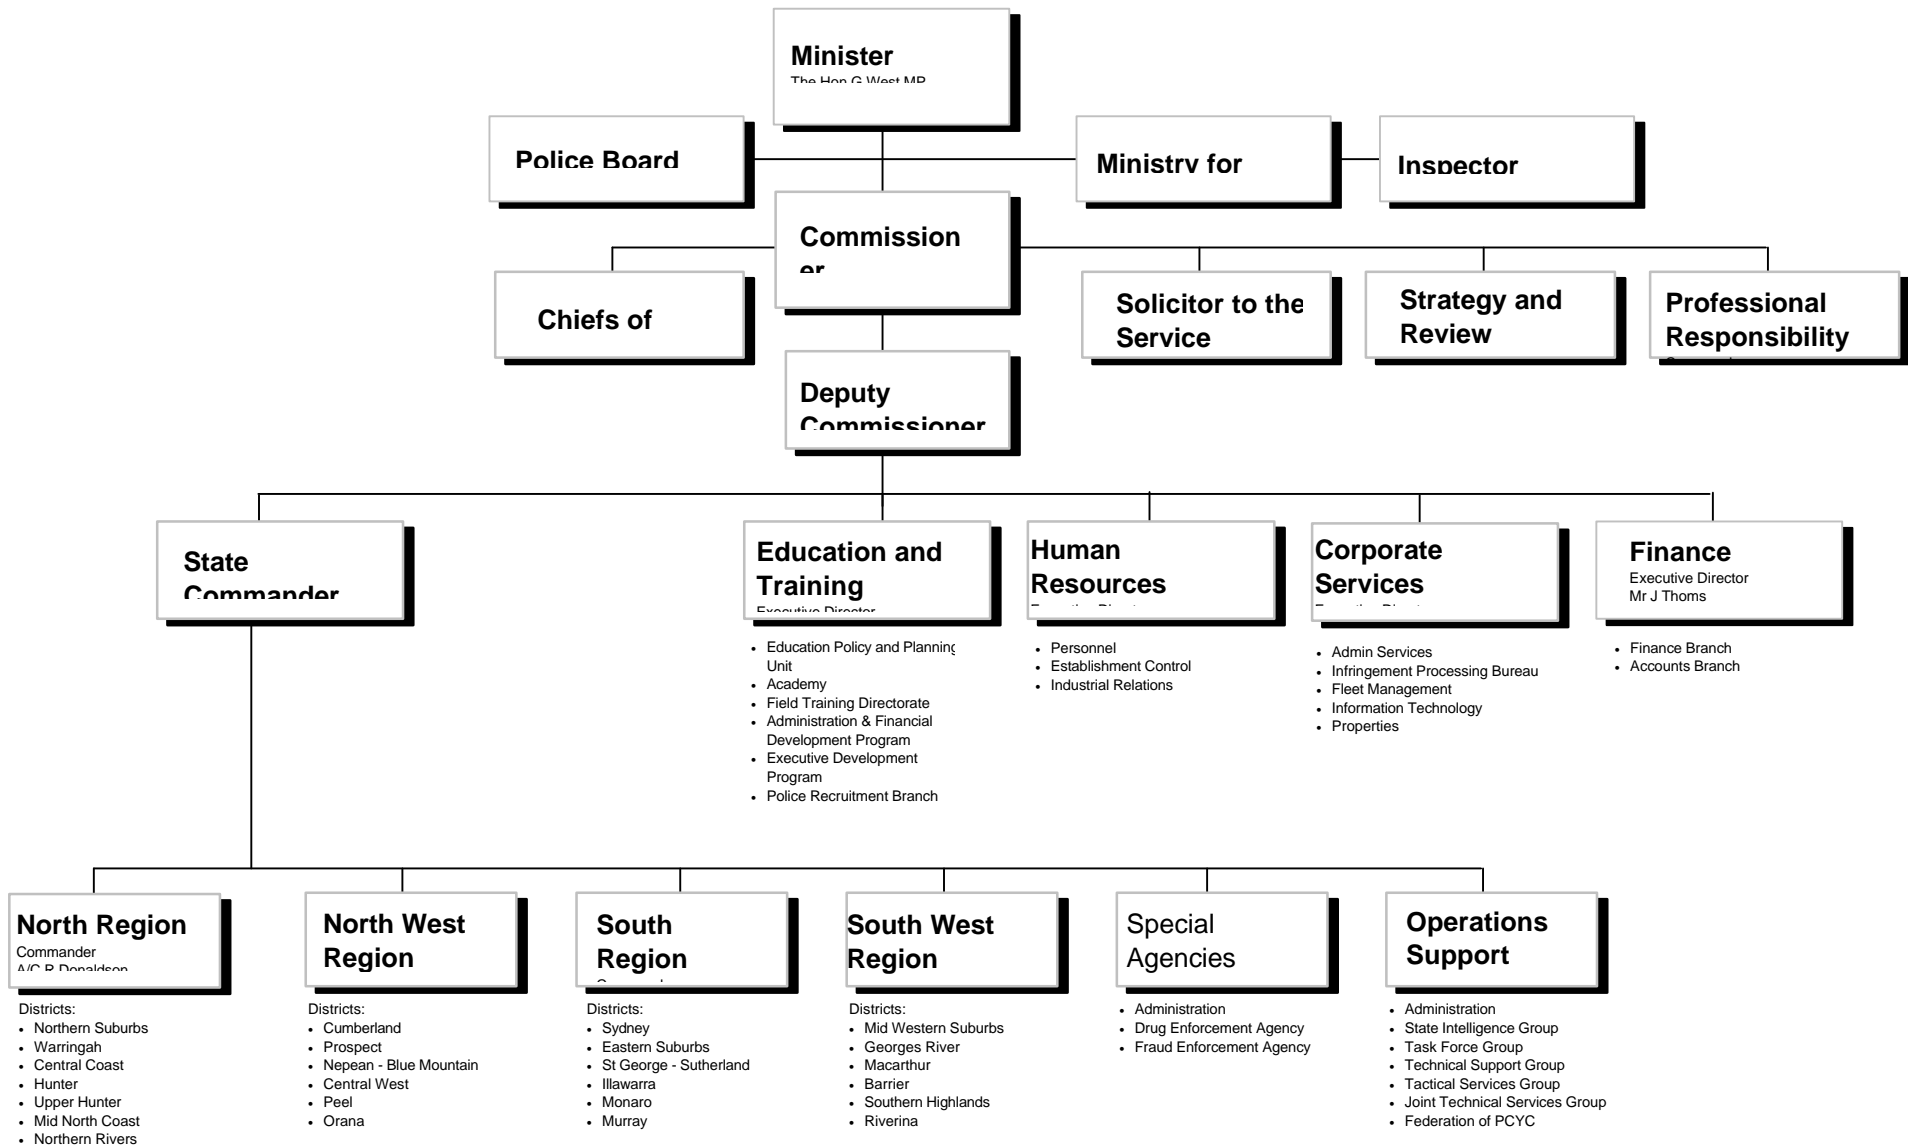 Minister
The Hon G West MP
Police Board
Ministry for
Inspector
Commission
er
Chiefs of
Solicitor to the
Service
Strategy and
Review
Professional
Responsibility
Deputy
Commissioner
State
Commander
Education and
Training
Executive Director
Human
Resources
Corporate
Services
Finance
Executive Director
Mr J Thoms
• Education Policy and Planning
Unit
• Academy
• Field Training Directorate
• Administration & Financial
Development Program
• Executive Development
Program
• Police Recruitment Branch
• Personnel
• Establishment Control
• Industrial Relations
• Admin Services
• Infringement Processing Bureau
• Fleet Management
• Information Technology
• Properties
• Finance Branch
• Accounts Branch
North Region
Commander
A/C R Donaldson
North West
Region
South
Region
South West
Region
Special
Agencies
Operations
Support
Districts:
• Northern Suburbs
• Warringah
• Central Coast
• Hunter
• Upper Hunter
• Mid North Coast
• Northern Rivers
Districts:
• Cumberland
• Prospect
• Nepean - Blue Mountain
• Central West
• Peel
• Orana
Districts:
• Sydney
• Eastern Suburbs
• St George - Sutherland
• Illawarra
• Monaro
• Murray
Districts:
• Mid Western Suburbs
• Georges River
• Macarthur
• Barrier
• Southern Highlands
• Riverina
• Administration
• Drug Enforcement Agency
• Fraud Enforcement Agency
• Administration
• State Intelligence Group
• Task Force Group
• Technical Support Group
• Tactical Services Group
• Joint Technical Services Group
• Federation of PCYC